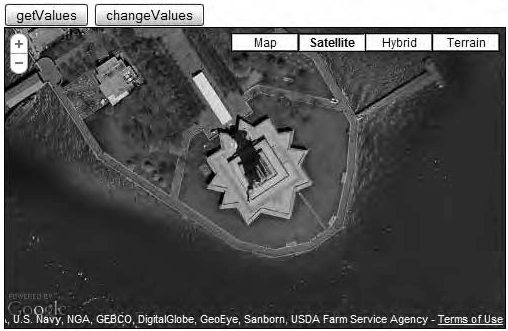 getValues changeValues
+ Map Satellite Hybrid Terrain
−
POWERED BY
Google
, U.S. Navy, NGA, GEBCO, DigitalGlobe, GeoEye, Sanborn, USDA Farm Service Agency - Terms of Use